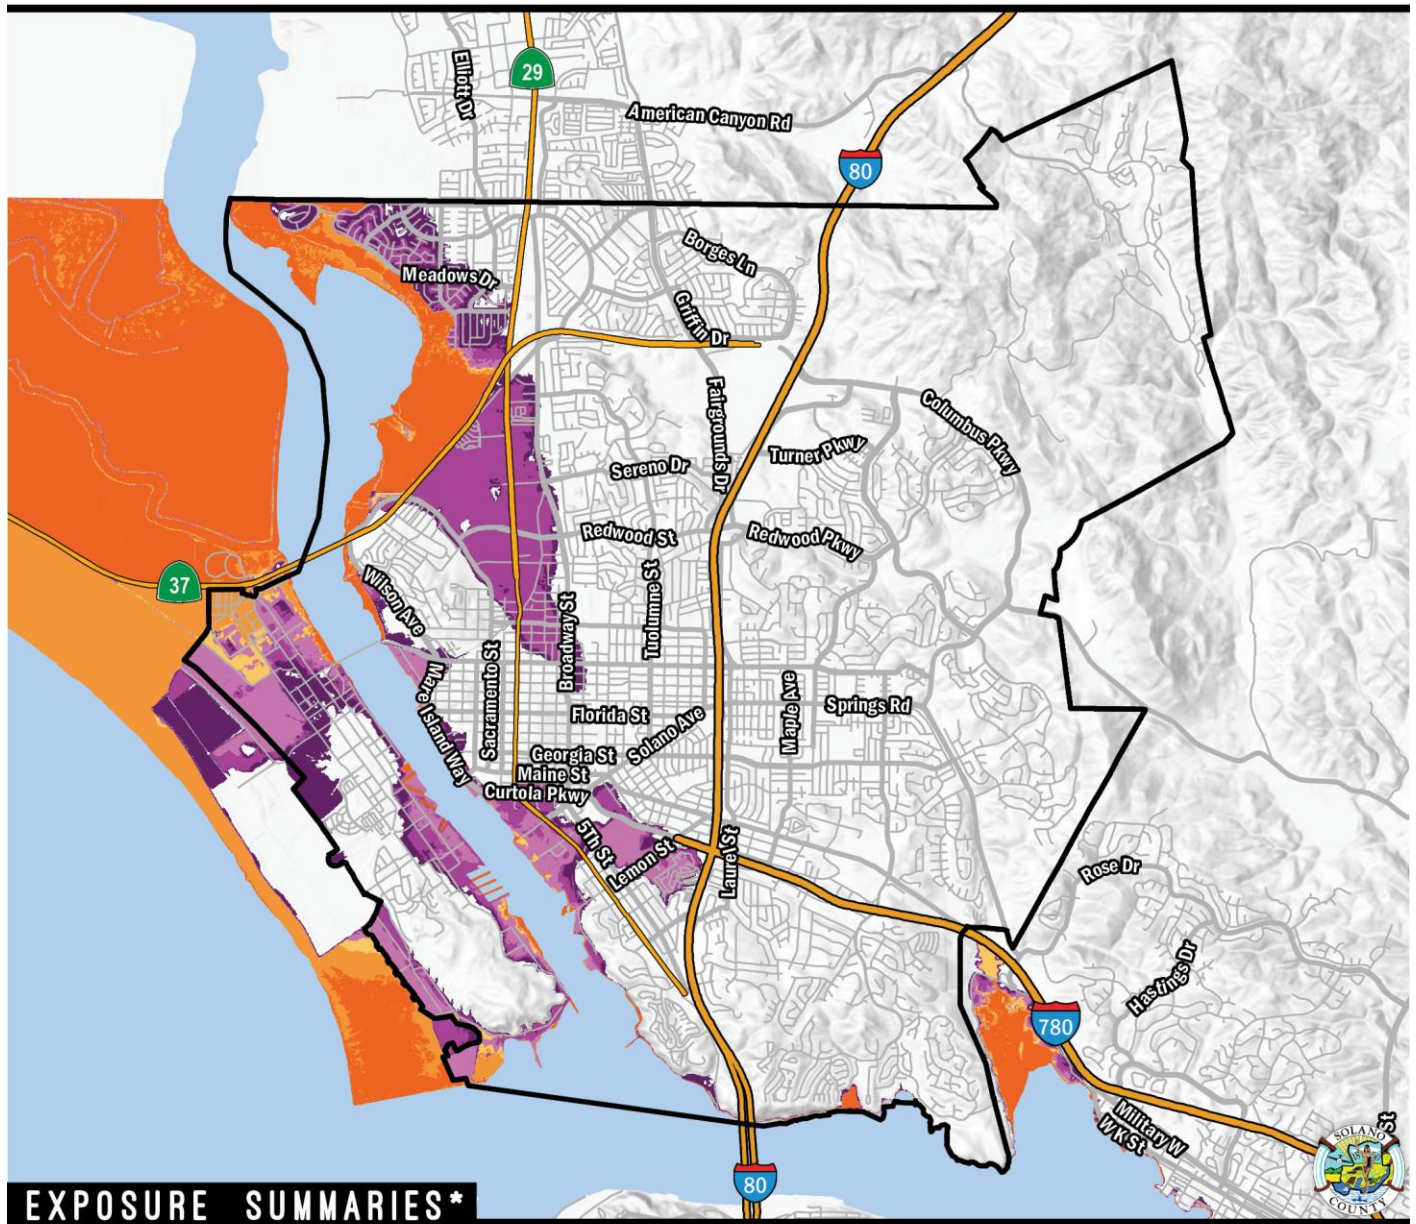 29
Elliott Dr
American Canyon Rd
80
Borges Ln
Meadows Dr
Griffin Dr
Fairgrounds Dr
Columbus Pkwy
Turner Pkwy
Sereno Dr
Redwood St
Redwood Pkwy
37
Wilson Ave
Tuolumne St
Broadway St
Sacramento St
Mare Island Way
Maple Ave
Springs Rd
Florida St
Solano Ave
Georgia St
Maine St
Curtola Pkwy
5Th St
Lemon St
Laurel St
Rose Dr
Hastings Dr
780
Military W
W K St
St
SOLANO
COUNTY
80
EXPOSURE SUMMARIES*